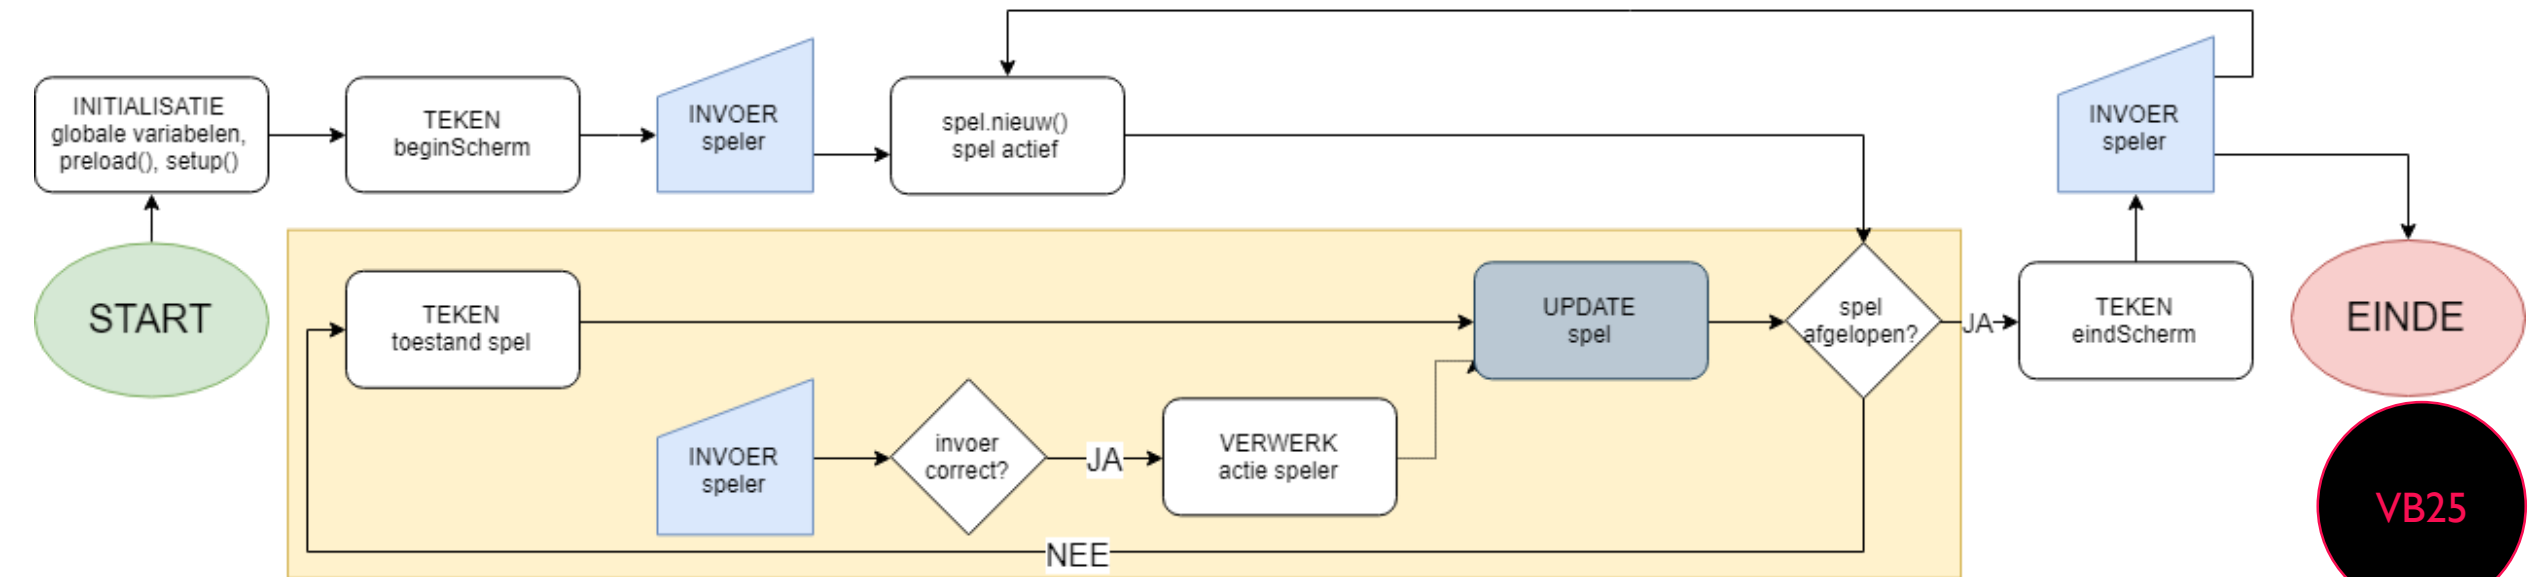 INITIALISATIE
globale variabelen,
preload(), setup()
TEKEN
beginScherm
INVOER
speler
spel.nieuw()
spel actief
INVOER
speler
START
TEKEN
toestand spel
UPDATE
spel
spel
afgelopen?
JA
TEKEN
eindScherm
EINDE
INVOER
speler
invoer
correct?
JA
VERWERK
actie speler
NEE
VB25